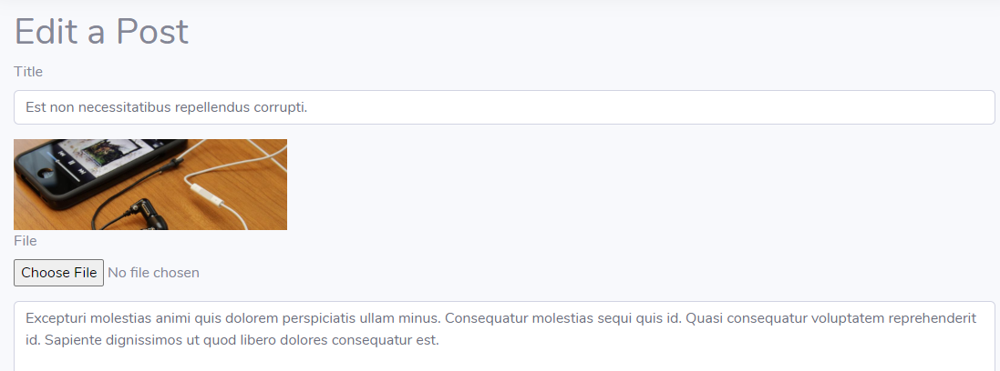 Edit a Post
Title
Est non necessitatibus repellendus corrupti.
File
Choose File No file chosen
Excepturi molestias animi quis dolorem perspiciatis ullam minus. Consequatur molestias sequi quis id. Quasi consequatur voluptatem reprehenderit
id. Sapiente dignissimos ut quod libero dolores consequatur est.